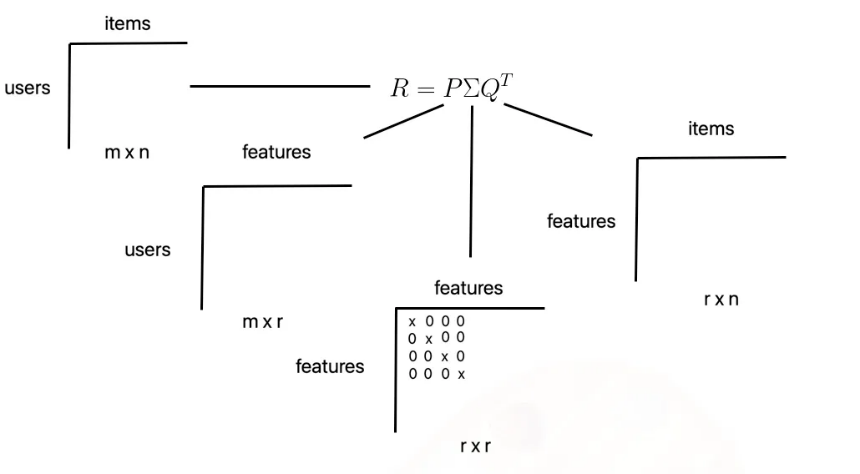 items
users
R = PΣQ^T
m x n
features
users
m x r
items
features
r x n
features
x 0 0 0
0 x 0 0
0 0 x 0
0 0 0 x
features
r x r